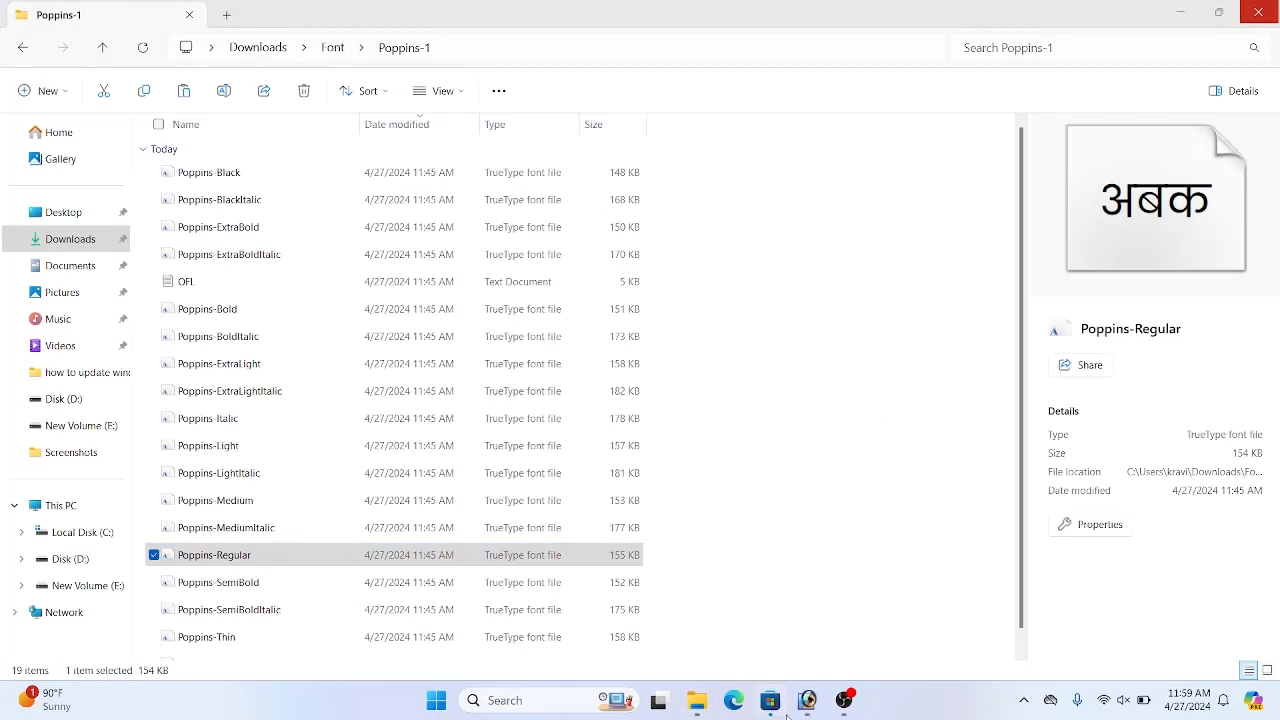 Poppins-1
Downloads > Font > Poppins-1
Search Poppins-1
New
Sort
View
Details
Name Date modified Type Size
Home
Gallery
Desktop
Downloads
Documents
Pictures
Music
Videos
how to update wind
Disk (D:)
New Volume (E:)
Screenshots
This PC
Local Disk (C:)
Disk (D:)
New Volume (E:)
Network
Today
Poppins-Black 4/27/2024 11:45 AM TrueType font file 148 KB
Poppins-BlackItalic 4/27/2024 11:45 AM TrueType font file 168 KB
Poppins-ExtraBold 4/27/2024 11:45 AM TrueType font file 150 KB
Poppins-ExtraBoldItalic 4/27/2024 11:45 AM TrueType font file 170 KB
OFL 4/27/2024 11:45 AM Text Document 5 KB
Poppins-Bold 4/27/2024 11:45 AM TrueType font file 151 KB
Poppins-BoldItalic 4/27/2024 11:45 AM TrueType font file 173 KB
Poppins-ExtraLight 4/27/2024 11:45 AM TrueType font file 158 KB
Poppins-ExtraLightItalic 4/27/2024 11:45 AM TrueType font file 182 KB
Poppins-Italic 4/27/2024 11:45 AM TrueType font file 178 KB
Poppins-Light 4/27/2024 11:45 AM TrueType font file 157 KB
Poppins-LightItalic 4/27/2024 11:45 AM TrueType font file 181 KB
Poppins-Medium 4/27/2024 11:45 AM TrueType font file 153 KB
Poppins-MediumItalic 4/27/2024 11:45 AM TrueType font file 177 KB
Poppins-Regular 4/27/2024 11:45 AM TrueType font file 155 KB
Poppins-SemiBold 4/27/2024 11:45 AM TrueType font file 152 KB
Poppins-SemiBoldItalic 4/27/2024 11:45 AM TrueType font file 175 KB
Poppins-Thin 4/27/2024 11:45 AM TrueType font file 158 KB
अबक
Poppins-Regular
Share
Details
Type TrueType font file
Size 154 KB
File location C:\Users\kravi\Downloads\Fo...
Date modified 4/27/2024 11:45 AM
Properties
19 items 1 item selected 154 KB
1
90°F
Sunny
Search
11:59 AM
4/27/2024
PRE